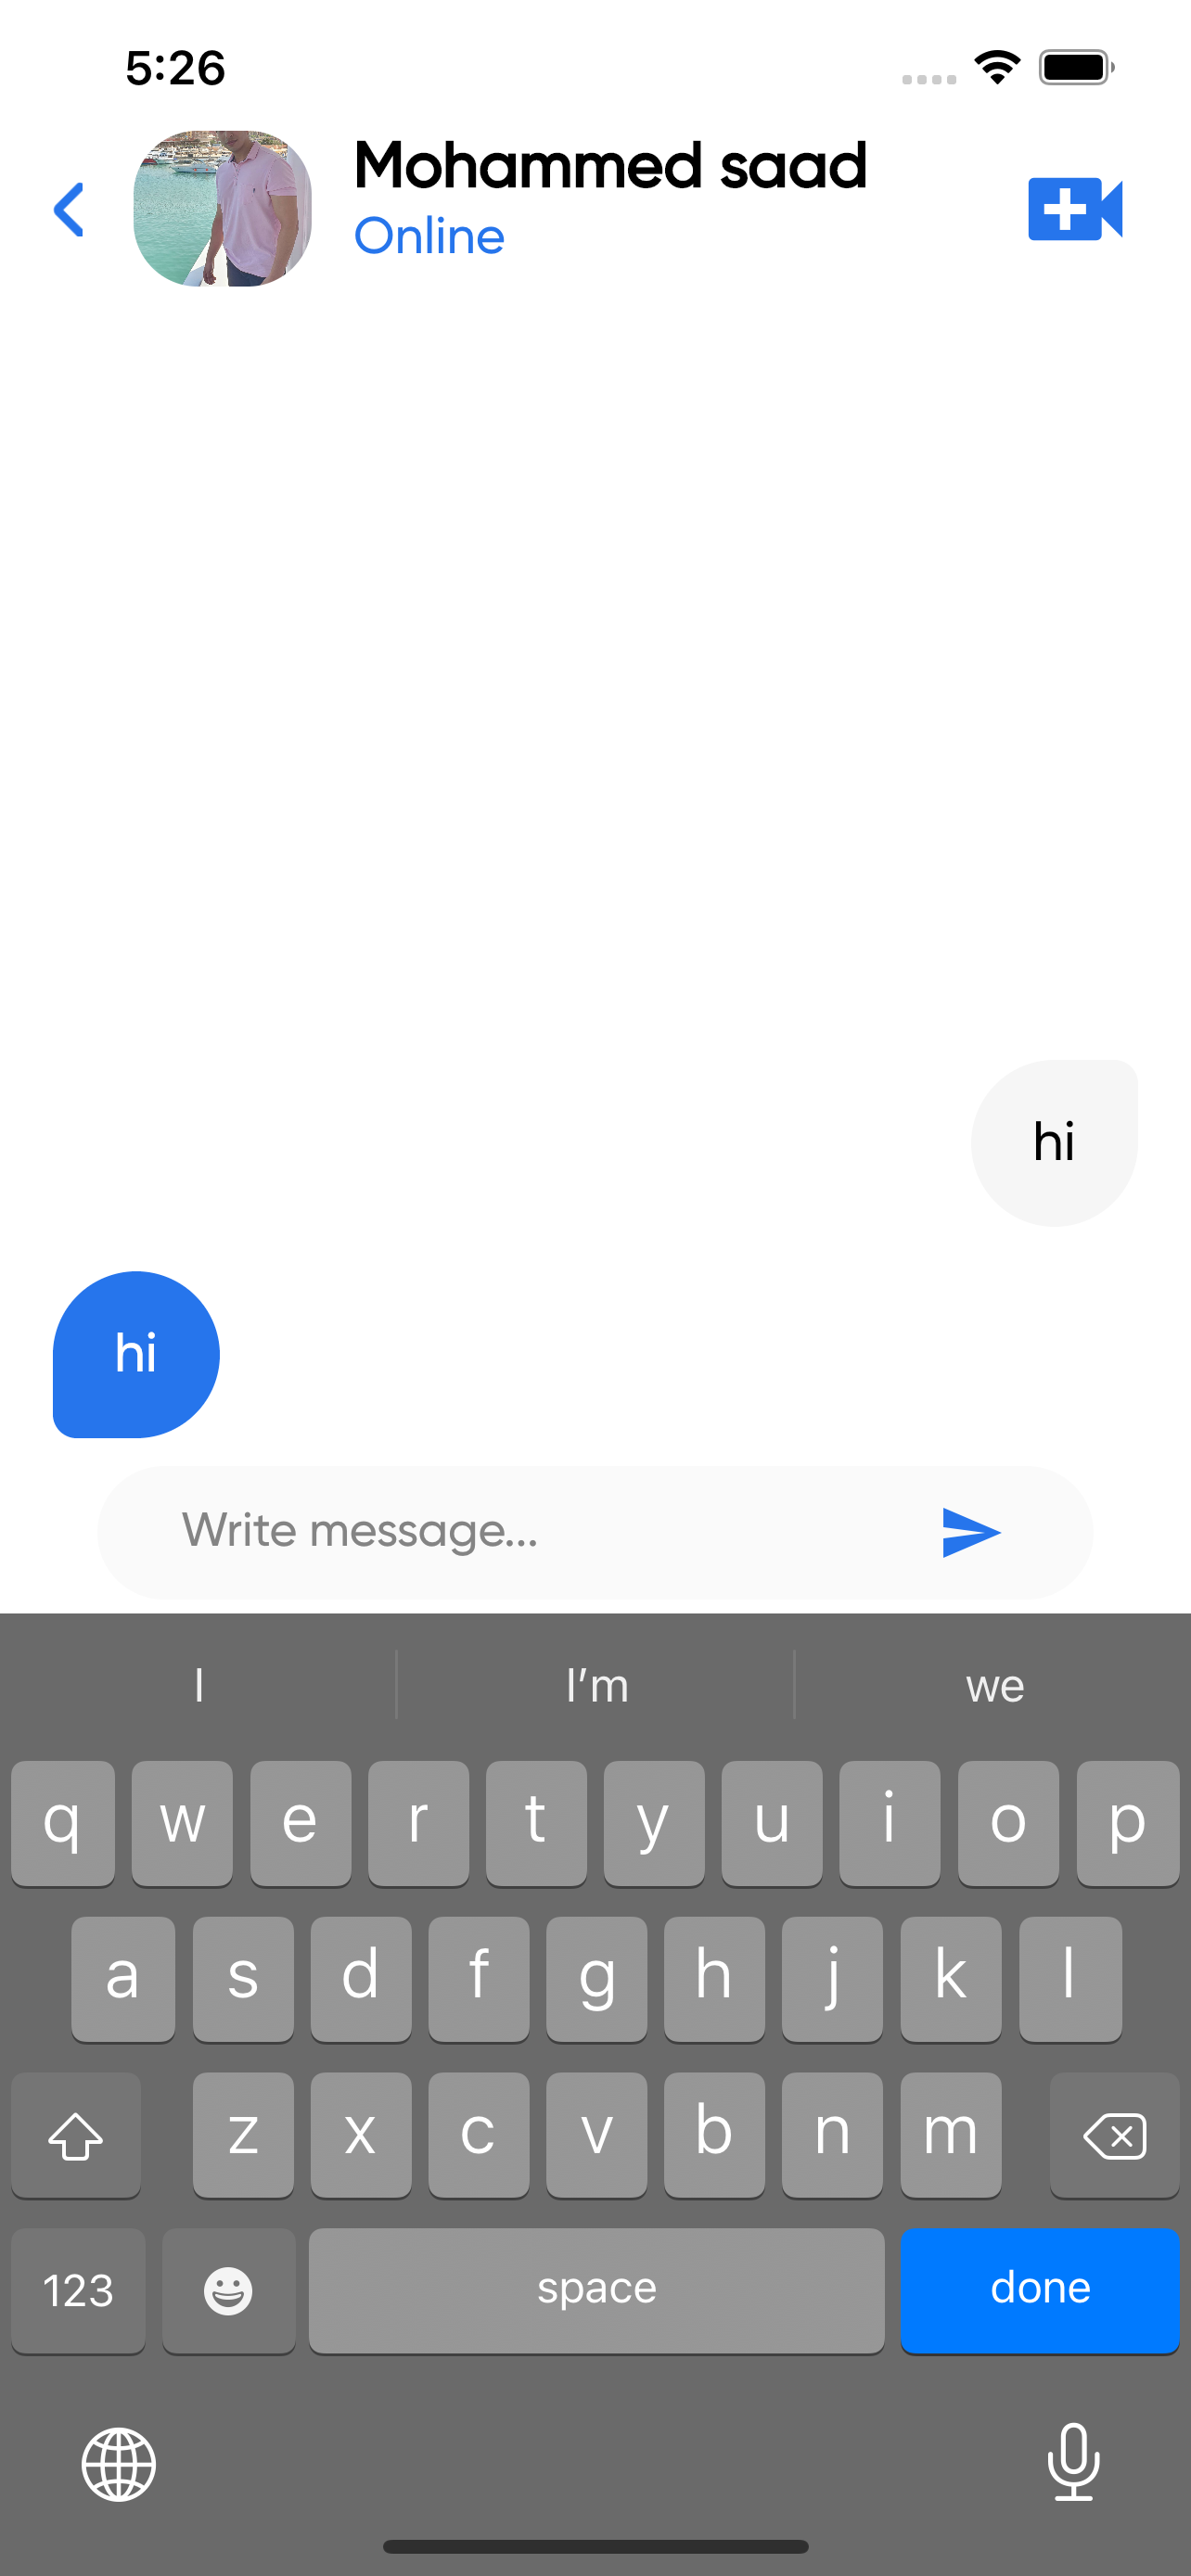 5:26
Mohammed saad
Online
hi
hi
Write message...
I I'm we
q w e r t y u i o p
a s d f g h j k l
z x c v b n m
123 space done